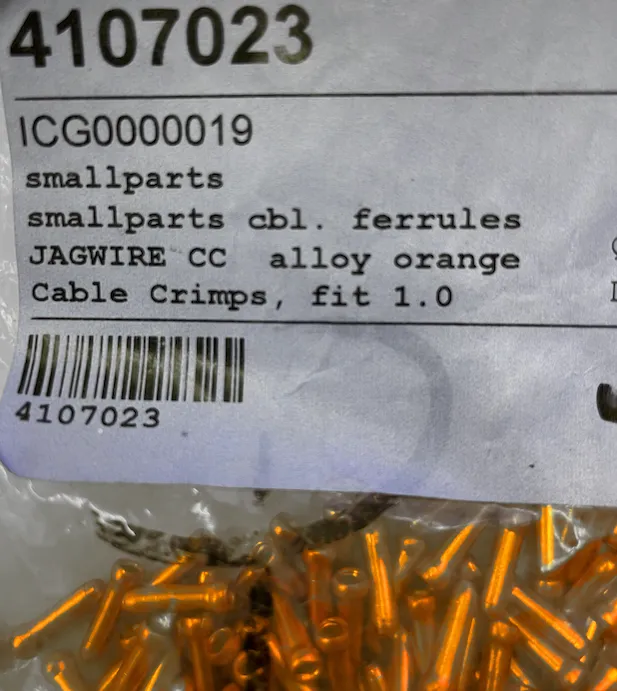 4107023
ICG0000019
smallparts
smallparts cbl. ferrules
JAGWIRE CC alloy orange
Cable Crimps, fit 1.0
4107023